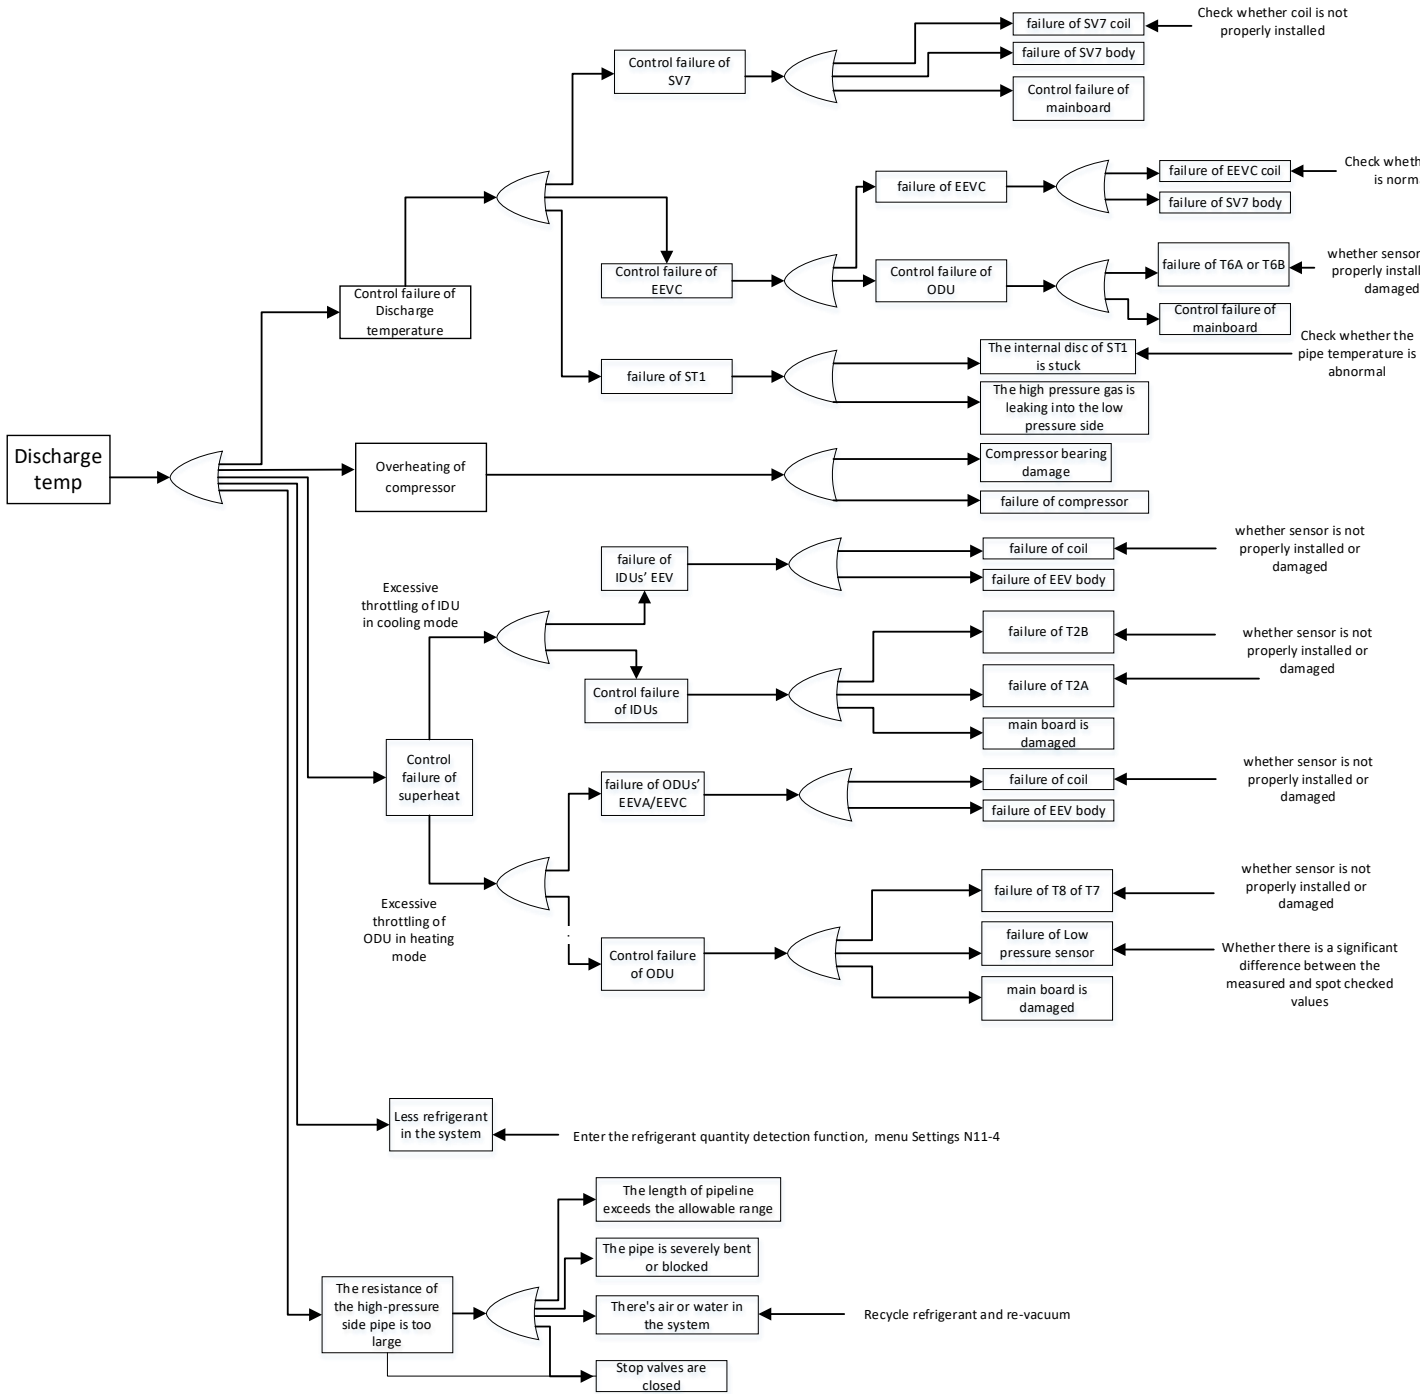 failure of SV7 coil
Check whether coil is not
properly installed
Control failure of
SV7
failure of SV7 body
Control failure of
mainboard
failure of EEVC
failure of EEVC coil
Check
is
failure of SV7 body
Control failure of
EEVC
Control failure of
ODU
failure of T6A or T6B
whether sensor
properly
damaged
Control failure of
mainboard
Control failure of
Discharge
temperature
failure of ST1
The internal disc of ST1
is stuck
Check whether the
pipe temperature is
abnormal
The high pressure gas is
leaking into the low
pressure side
Discharge
temp
Overheating of
compressor
Compressor bearing
damage
failure of compressor
Excessive
throttling of IDU
in cooling mode
failure of
IDUs’ EEV
failure of coil
whether sensor is not
properly installed or
damaged
failure of EEV body
Control failure
of IDUs
failure of T2B
whether sensor is not
properly installed or
damaged
failure of T2A
main board is
damaged
Control
failure of
superheat
failure of ODUs’
EEVA/EEVC
failure of coil
whether sensor is not
properly installed or
damaged
failure of EEV body
Excessive
throttling of
ODU in heating
mode
Control failure
of ODU
failure of T8 of T7
whether sensor is not
properly installed or
damaged
failure of Low
pressure sensor
Whether there is a significant
difference between the
measured and spot checked
values
main board is
damaged
Less refrigerant
in the system
Enter the refrigerant quantity detection function, menu Settings N11-4
The resistance of
the high-pressure
side pipe is too
large
The length of pipeline
exceeds the allowable range
The pipe is severely bent
or blocked
There's air or water in
the system
Recycle refrigerant and re-vacuum
Stop valves are
closed